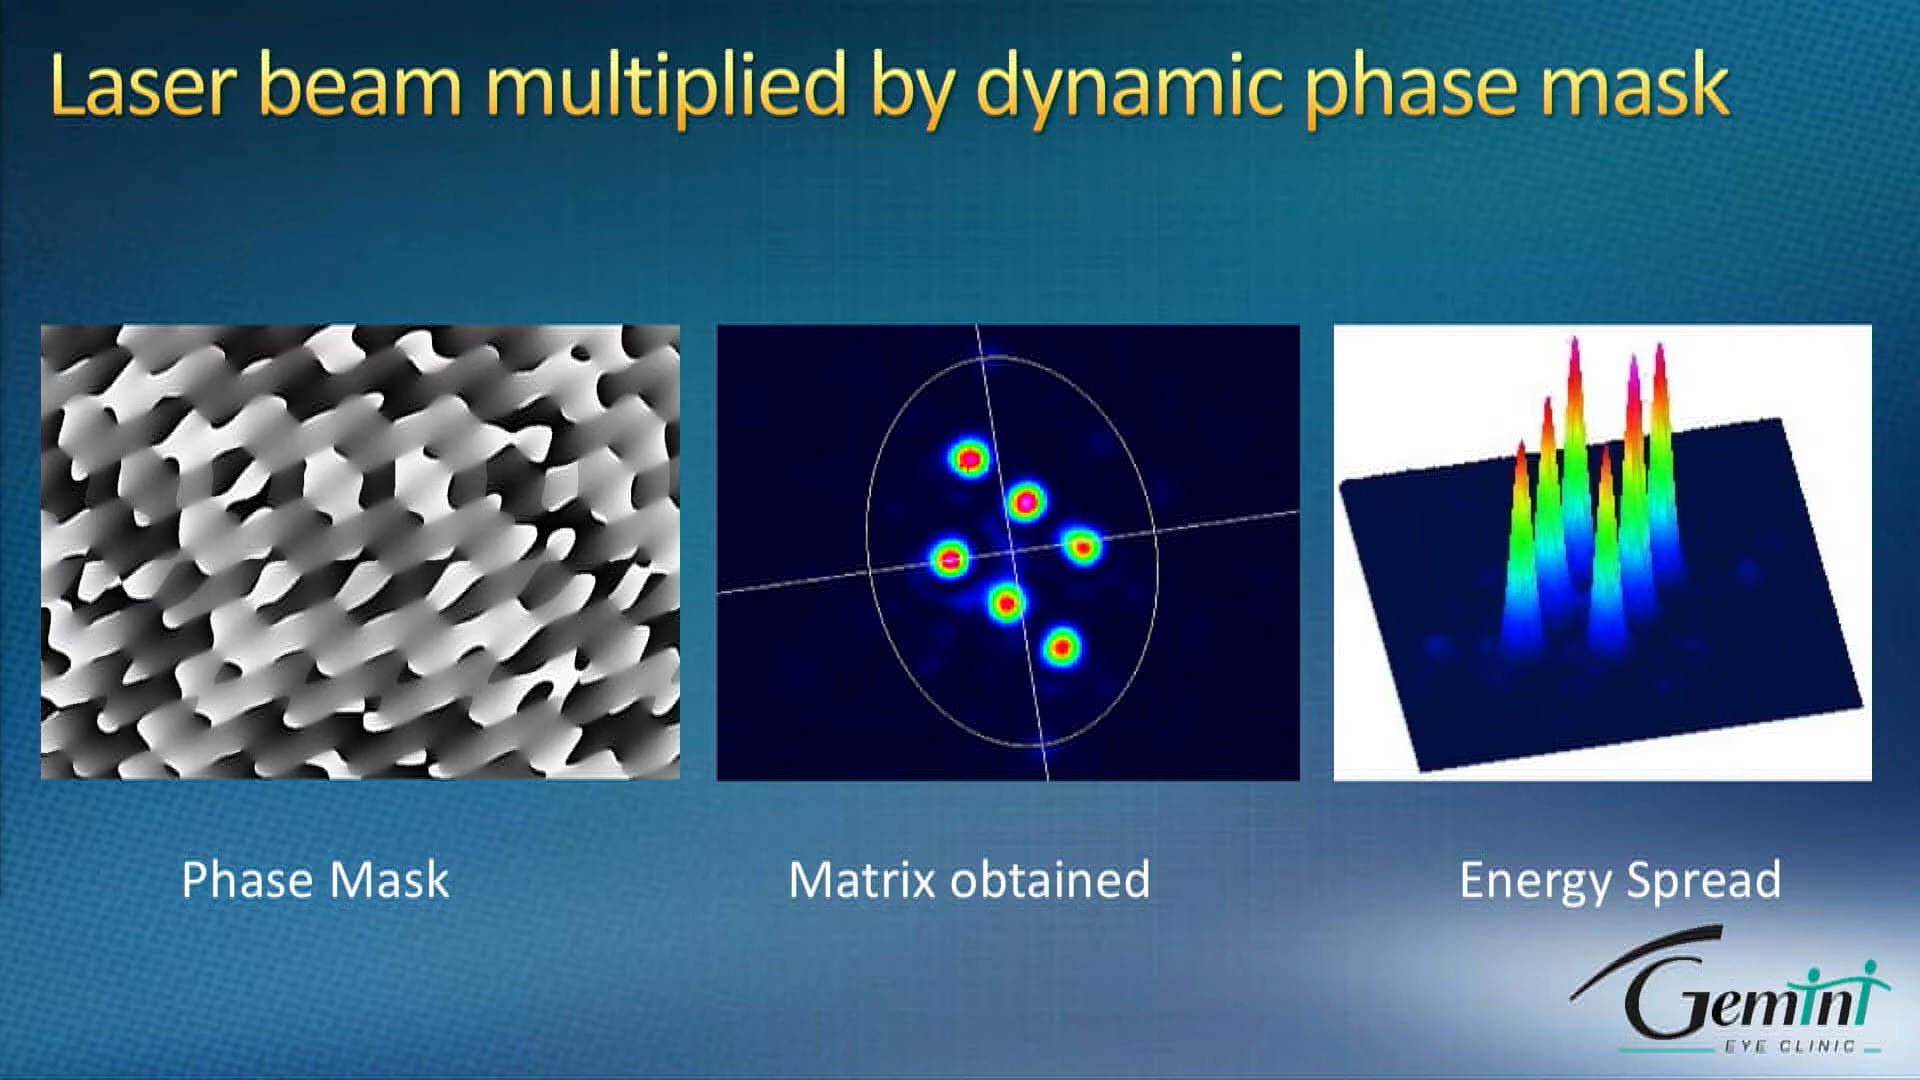 Laser beam multiplied by dynamic phase mask
Phase Mask
Matrix obtained
Energy Spread
Gemini
EYE CLINIC